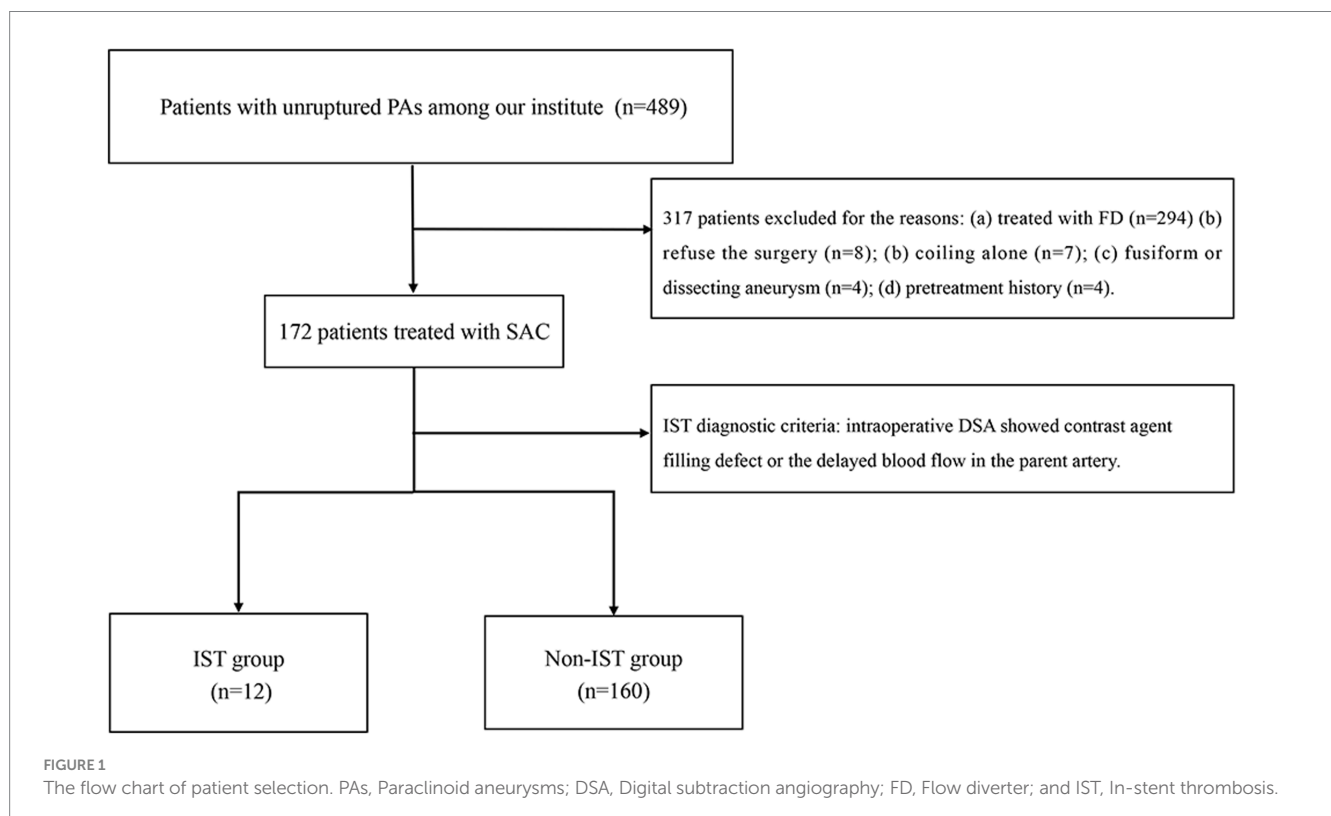 Patients with unruptured PAs among our institute (n=489)
317 patients excluded for the reasons: (a) treated with FD (n=294) (b)
refuse the surgery (n=8); (b) coiling alone (n=7); (c) fusiform or
dissecting aneurysm (n=4); (d) pretreatment history (n=4).
172 patients treated with SAC
IST diagnostic criteria: intraoperative DSA showed contrast agent
filling defect or the delayed blood flow in the parent artery.
IST group
(n=12)
Non-IST group
(n=160)
FIGURE 1
The flow chart of patient selection. PAs, Paraclinoid aneurysms; DSA, Digital subtraction angiography; FD, Flow diverter; and IST, In-stent thrombosis.